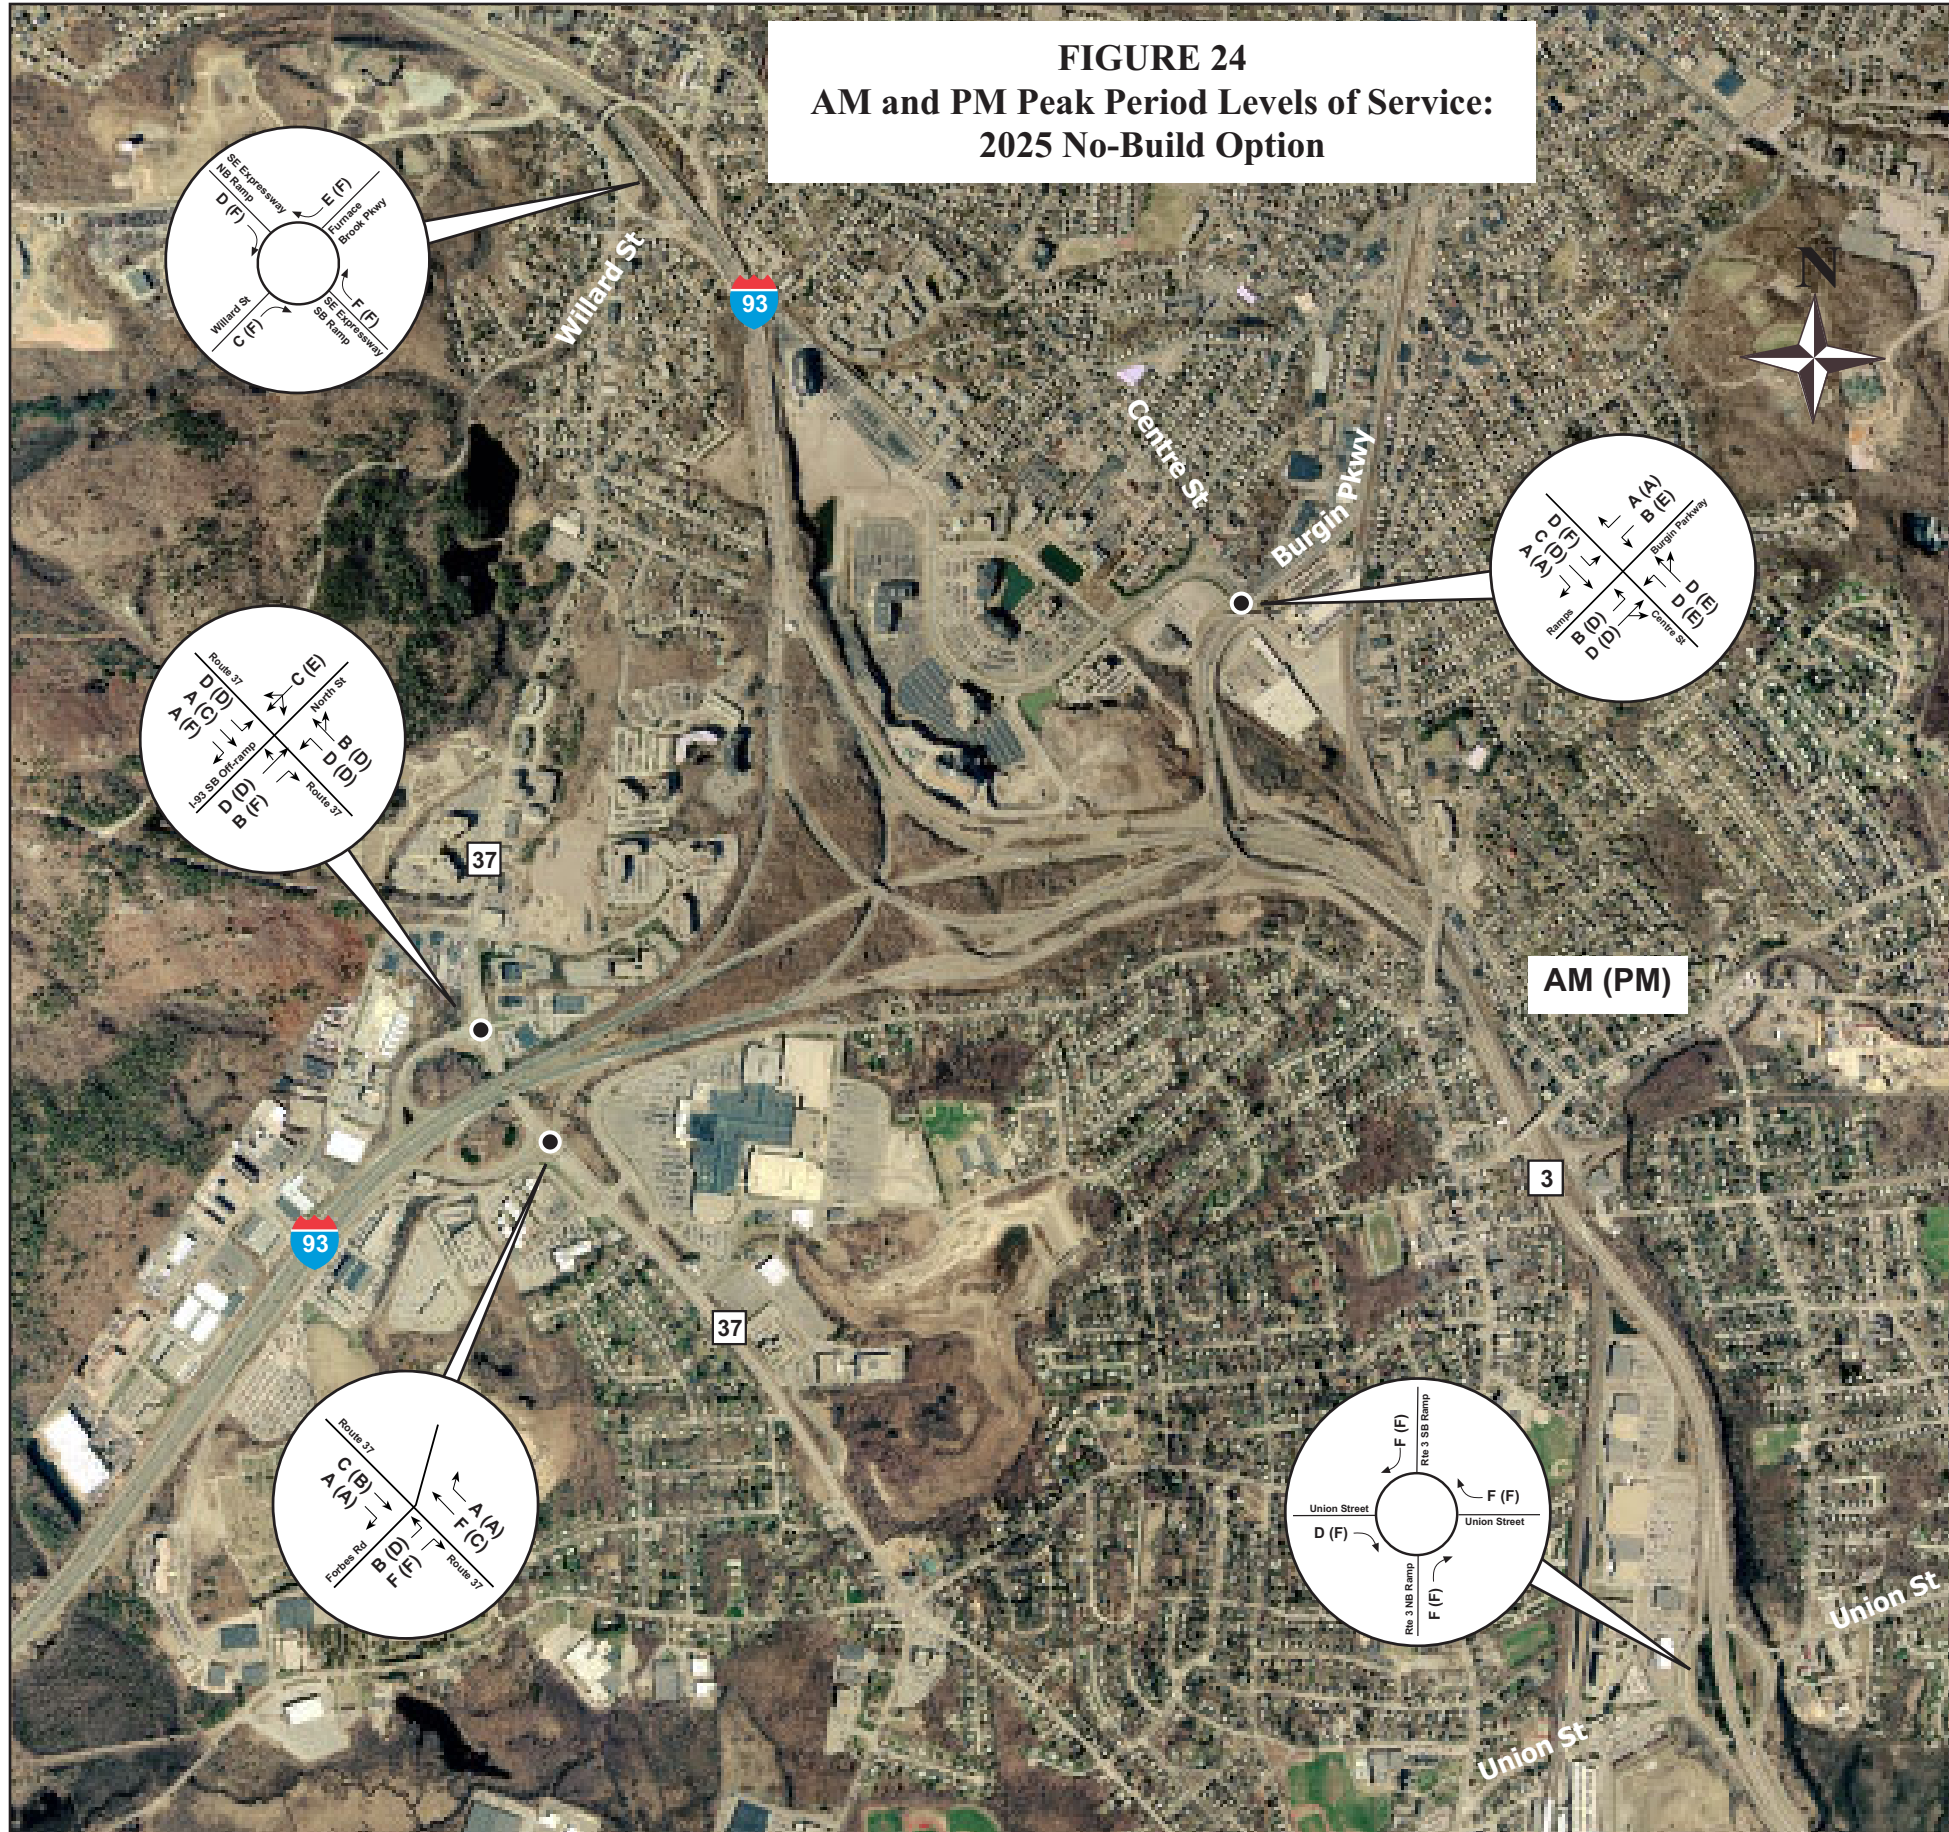 FIGURE 24
AM and PM Peak Period Levels of Service:
2025 No-Build Option
SE Expressway
NB Ramp
D (F)
E (F)
Furnace
Brook Pkwy
Willard St
C (F)
F (F)
SE Expressway
SB Ramp
Willard St
93
N
Centre St
Burgin Pkwy
D (F)
C (D)
A (A)
A (A)
B (E)
Burgin Parkway
Ramps
B (D)
D (D)
D (E)
D (E)
Centre St
Route 37
D (D)
A (C)
A (F)
C (E)
North St
I-93 SB Off-ramp
D (D)
B (F)
B (D)
D (D)
Route 37
37
AM (PM)
3
93
37
Route 37
C (B)
A (A)
A (A)
F (C)
Forbes Rd
B (D)
F (F)
Route 37
F (F)
Rte 3 SB Ramp
F (F)
Union Street
Union Street
D (F)
Rte 3 NB Ramp
F (F)
Union St
Union St